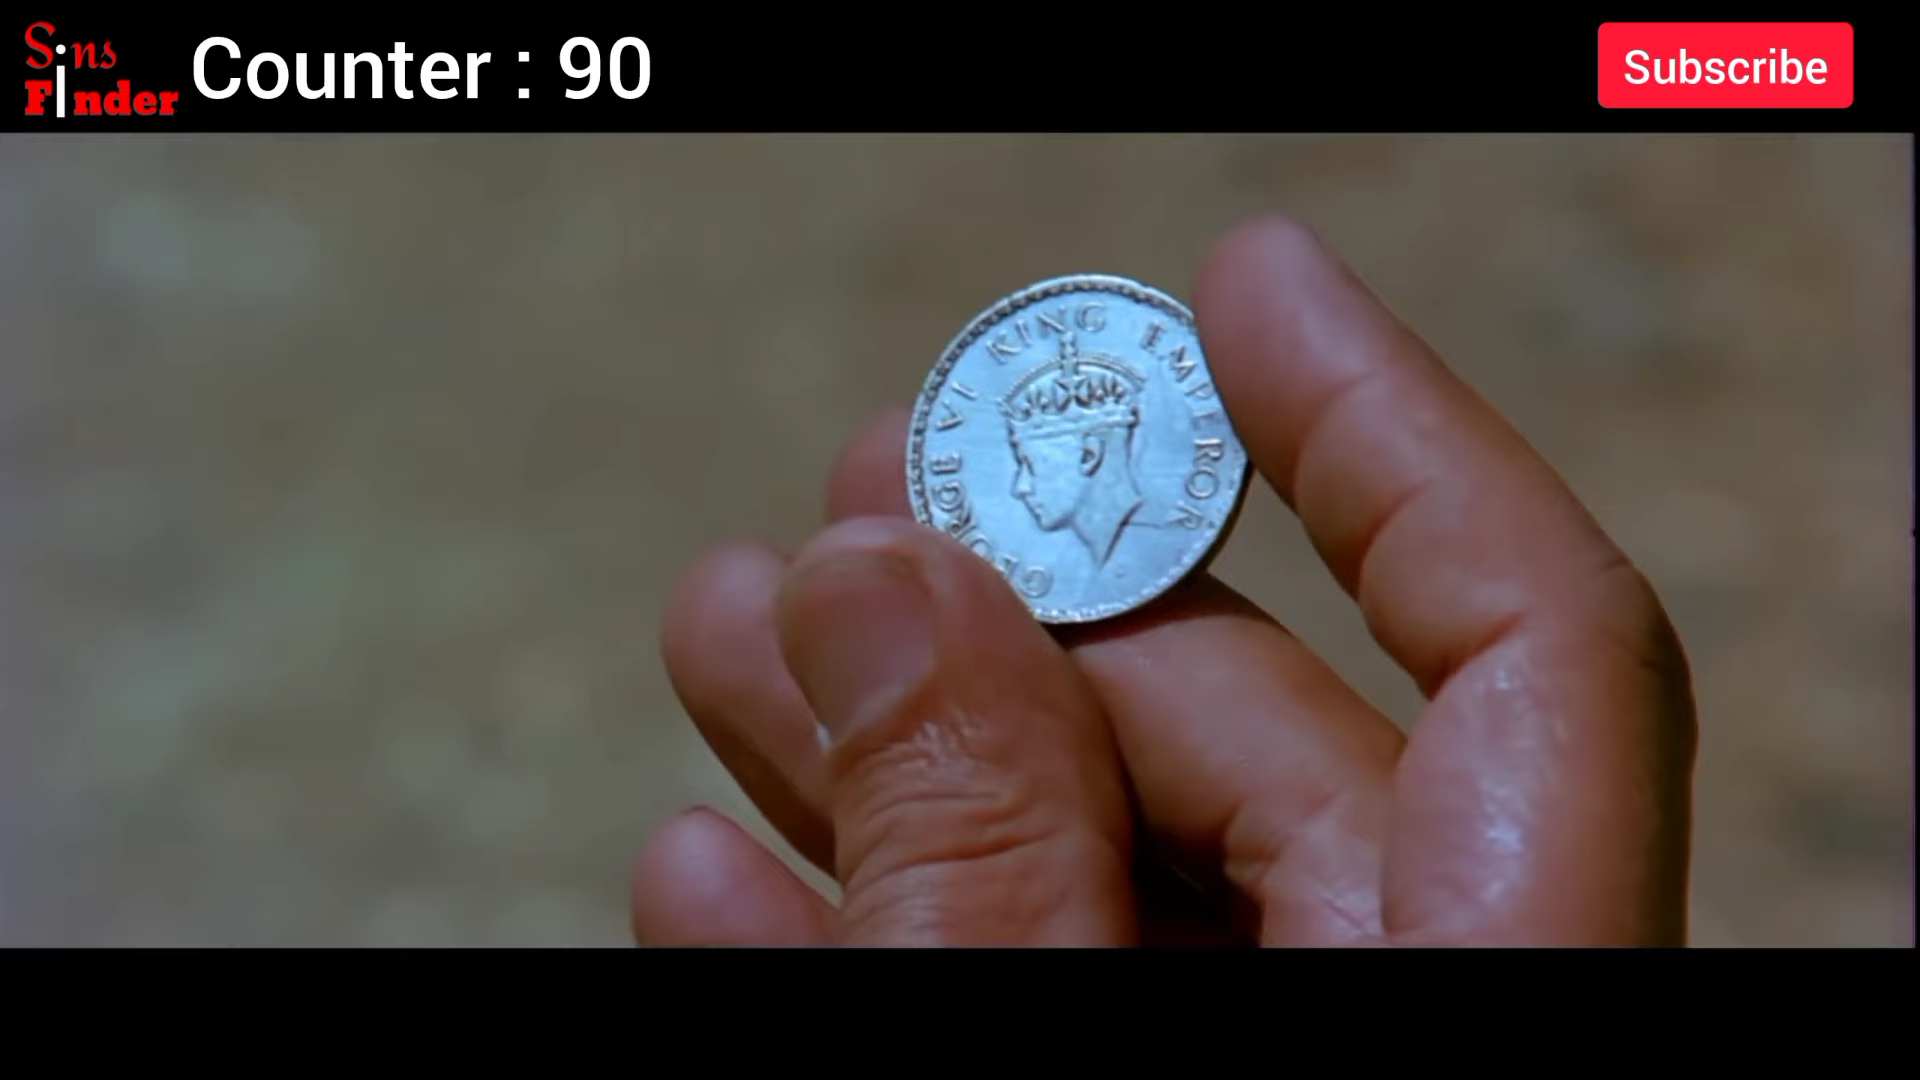 Sins
Finder
Counter : 90
Subscribe
GEORGE VI KING EMPEROR